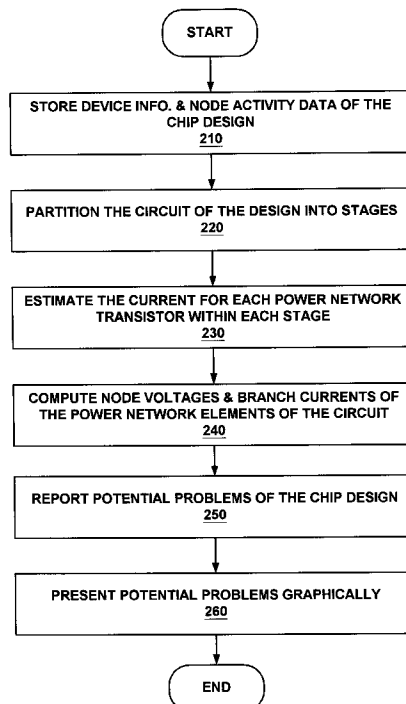 START
STORE DEVICE INFO. & NODE ACTIVITY DATA OF THE
CHIP DESIGN
210
PARTITION THE CIRCUIT OF THE DESIGN INTO STAGES
220
ESTIMATE THE CURRENT FOR EACH POWER NETWORK
TRANSISTOR WITHIN EACH STAGE
230
COMPUTE NODE VOLTAGES & BRANCH CURRENTS OF
THE POWER NETWORK ELEMENTS OF THE CIRCUIT
240
REPORT POTENTIAL PROBLEMS OF THE CHIP DESIGN
250
PRESENT POTENTIAL PROBLEMS GRAPHICALLY
260
END